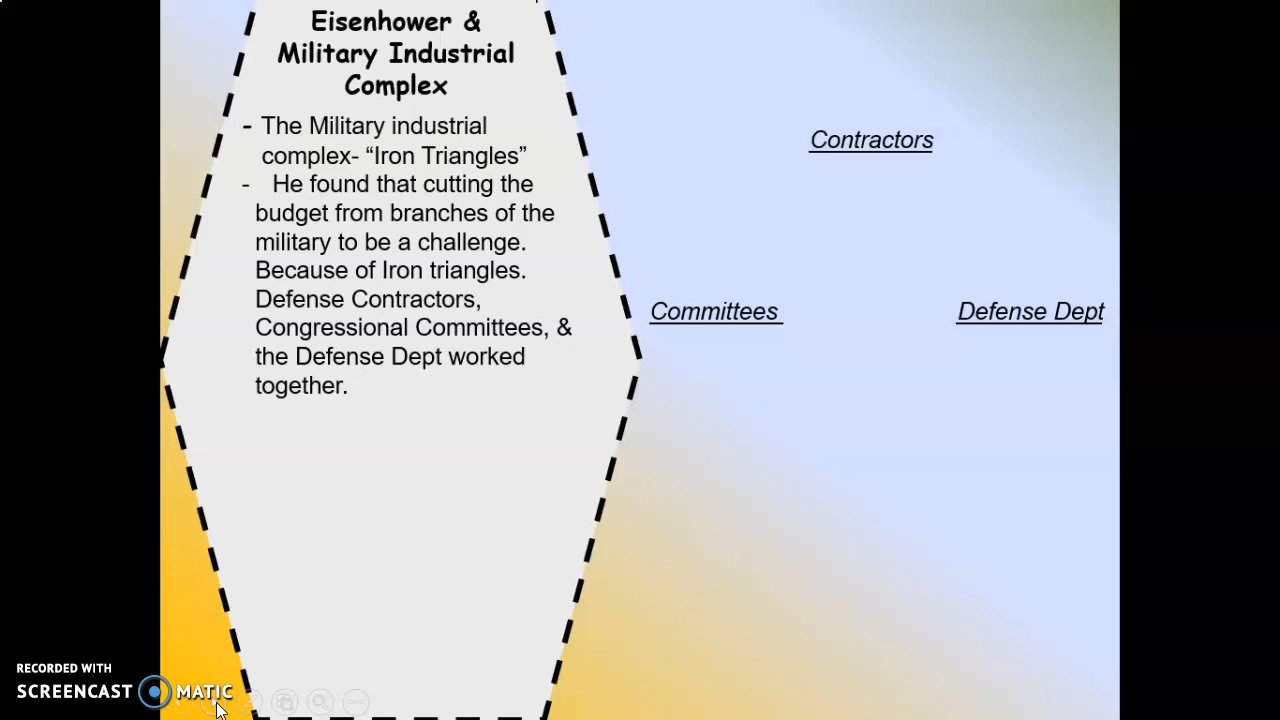 Eisenhower &
Military Industrial
Complex
- The Military industrial
complex- “Iron Triangles”
- He found that cutting the
budget from branches of the
military to be a challenge.
Because of Iron triangles.
Defense Contractors,
Congressional Committees, &
the Defense Dept worked
together.
Contractors
Committees
Defense Dept
RECORDED WITH
SCREENCAST MATIC